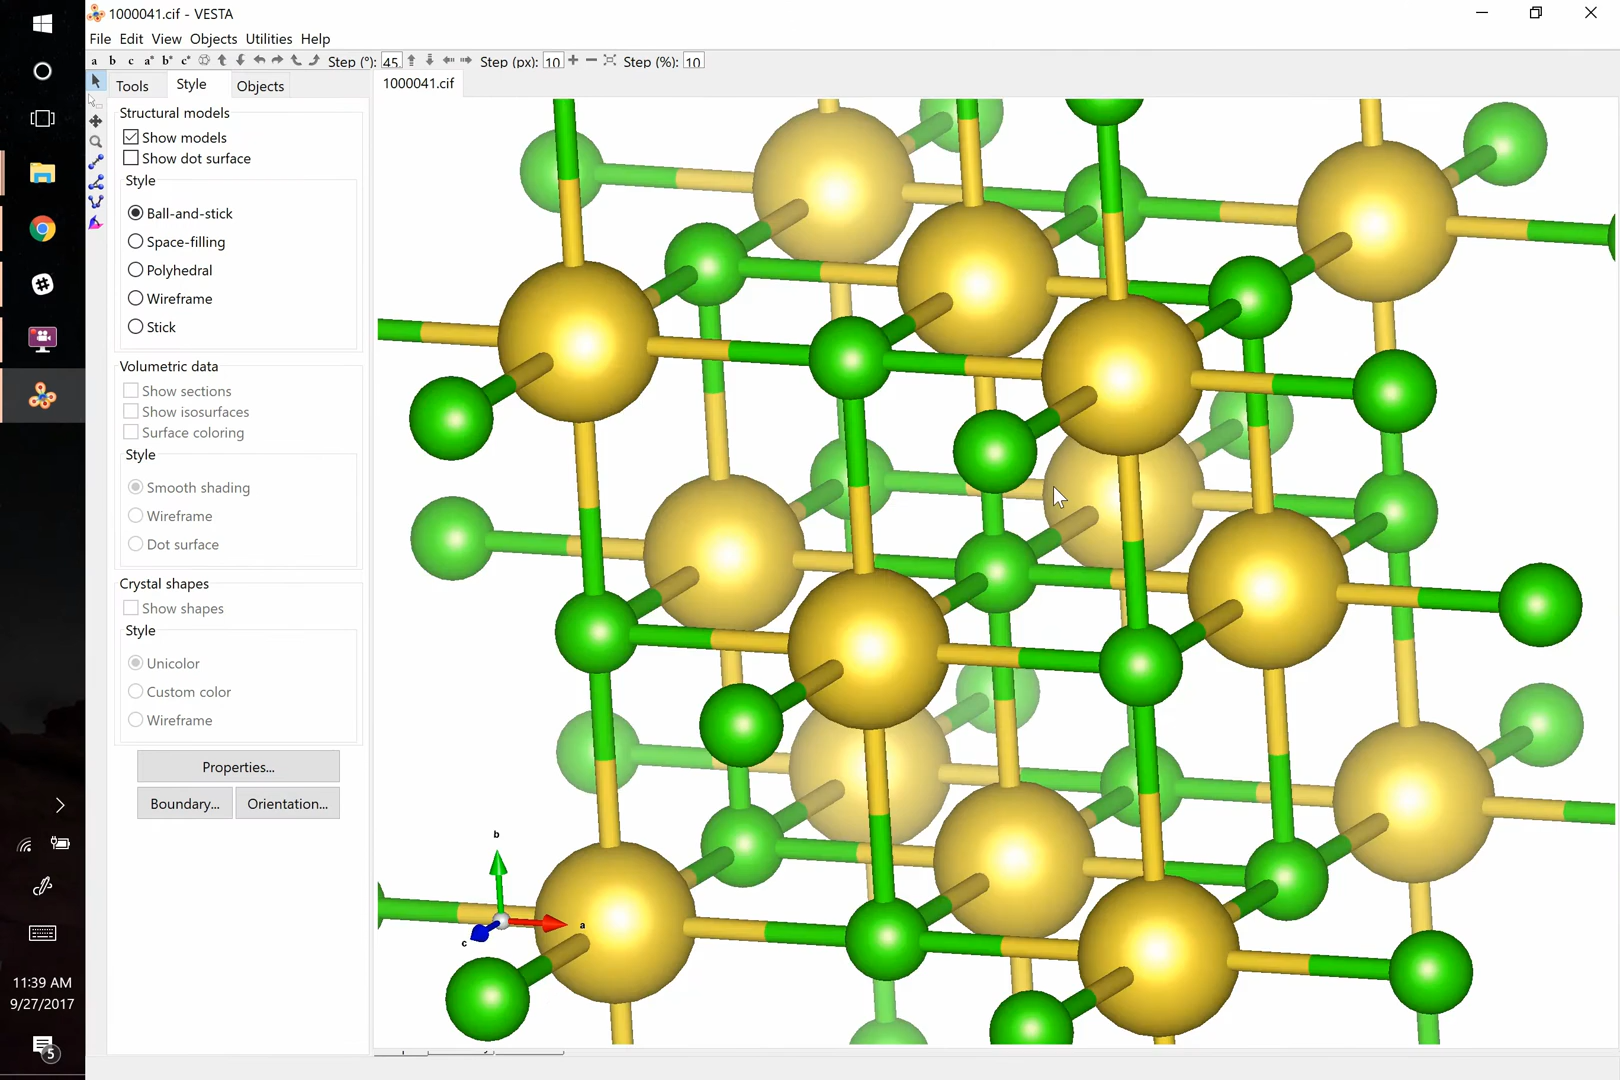 1000041.cif - VESTA
File Edit View Objects Utilities Help
a b c a* b* c* Step (°): 45 Step (px): 10 Step (%): 10
Tools Style Objects
1000041.cif
Structural models
Show models
Show dot surface
Style
Ball-and-stick
Space-filling
Polyhedral
Wireframe
Stick
Volumetric data
Show sections
Show isosurfaces
Surface coloring
Style
Smooth shading
Wireframe
Dot surface
Crystal shapes
Show shapes
Style
Unicolor
Custom color
Wireframe
Properties...
Boundary... Orientation...
b
a
c
11:39 AM
9/27/2017
5